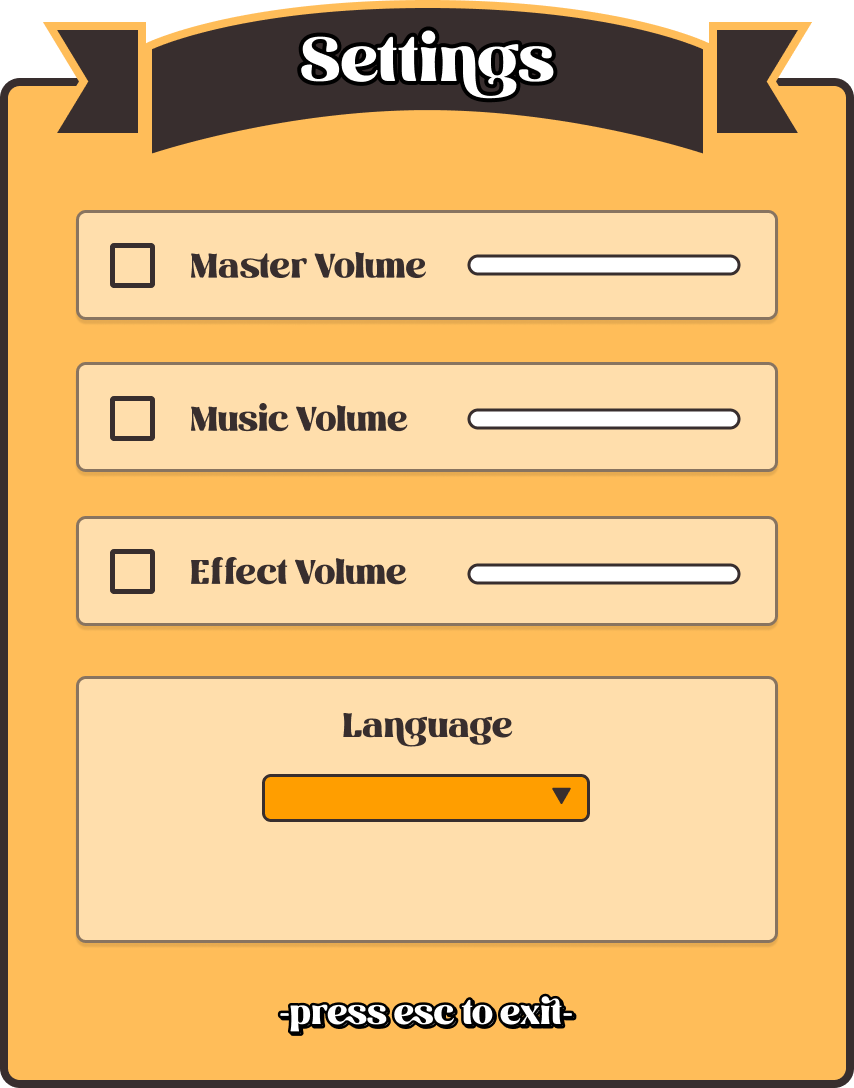 Settings
Master Volume
Music Volume
Effect Volume
Language
-press esc to exit-